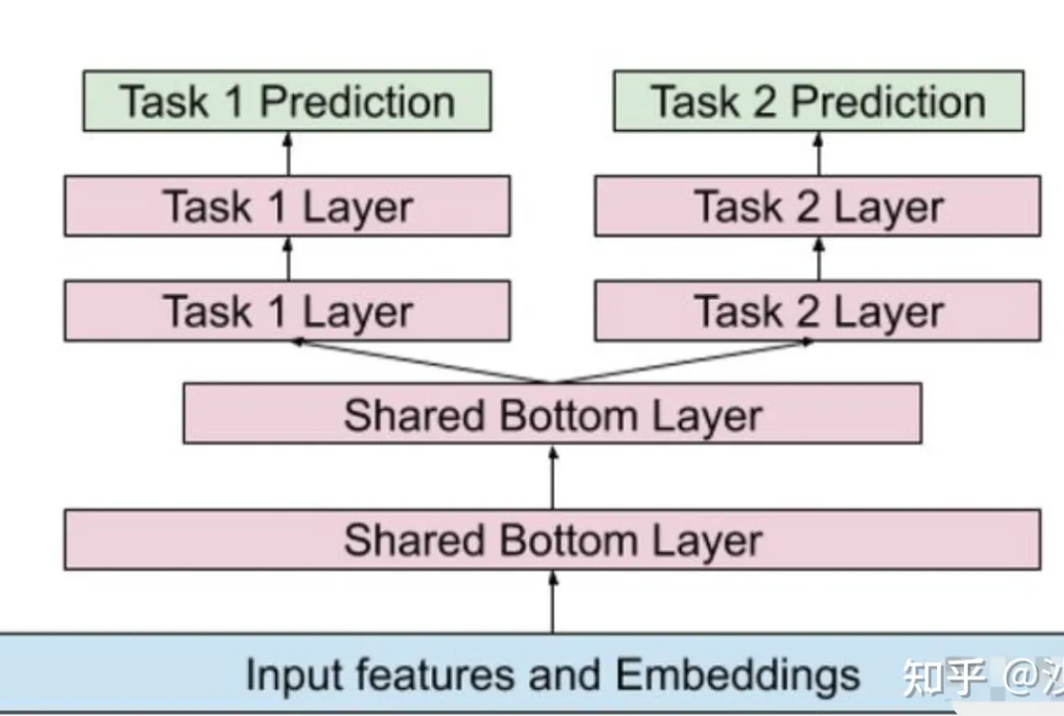 Task 1 Prediction
Task 2 Prediction
Task 1 Layer
Task 2 Layer
Task 1 Layer
Task 2 Layer
Shared Bottom Layer
Shared Bottom Layer
Input features and Embeddings
知乎 @